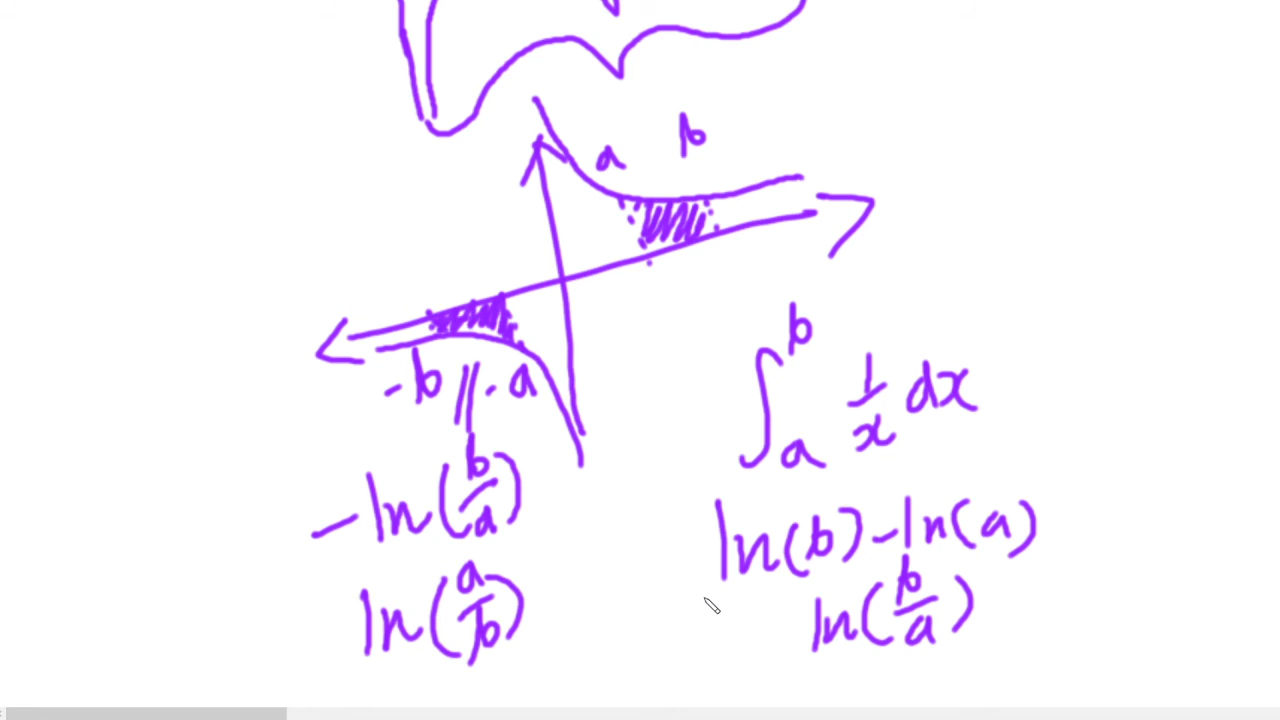 a b
-b -a
∫_a^b 1/x dx
-ln(b/a)
ln(b)-ln(a)
ln(a/b)
ln(b/a)